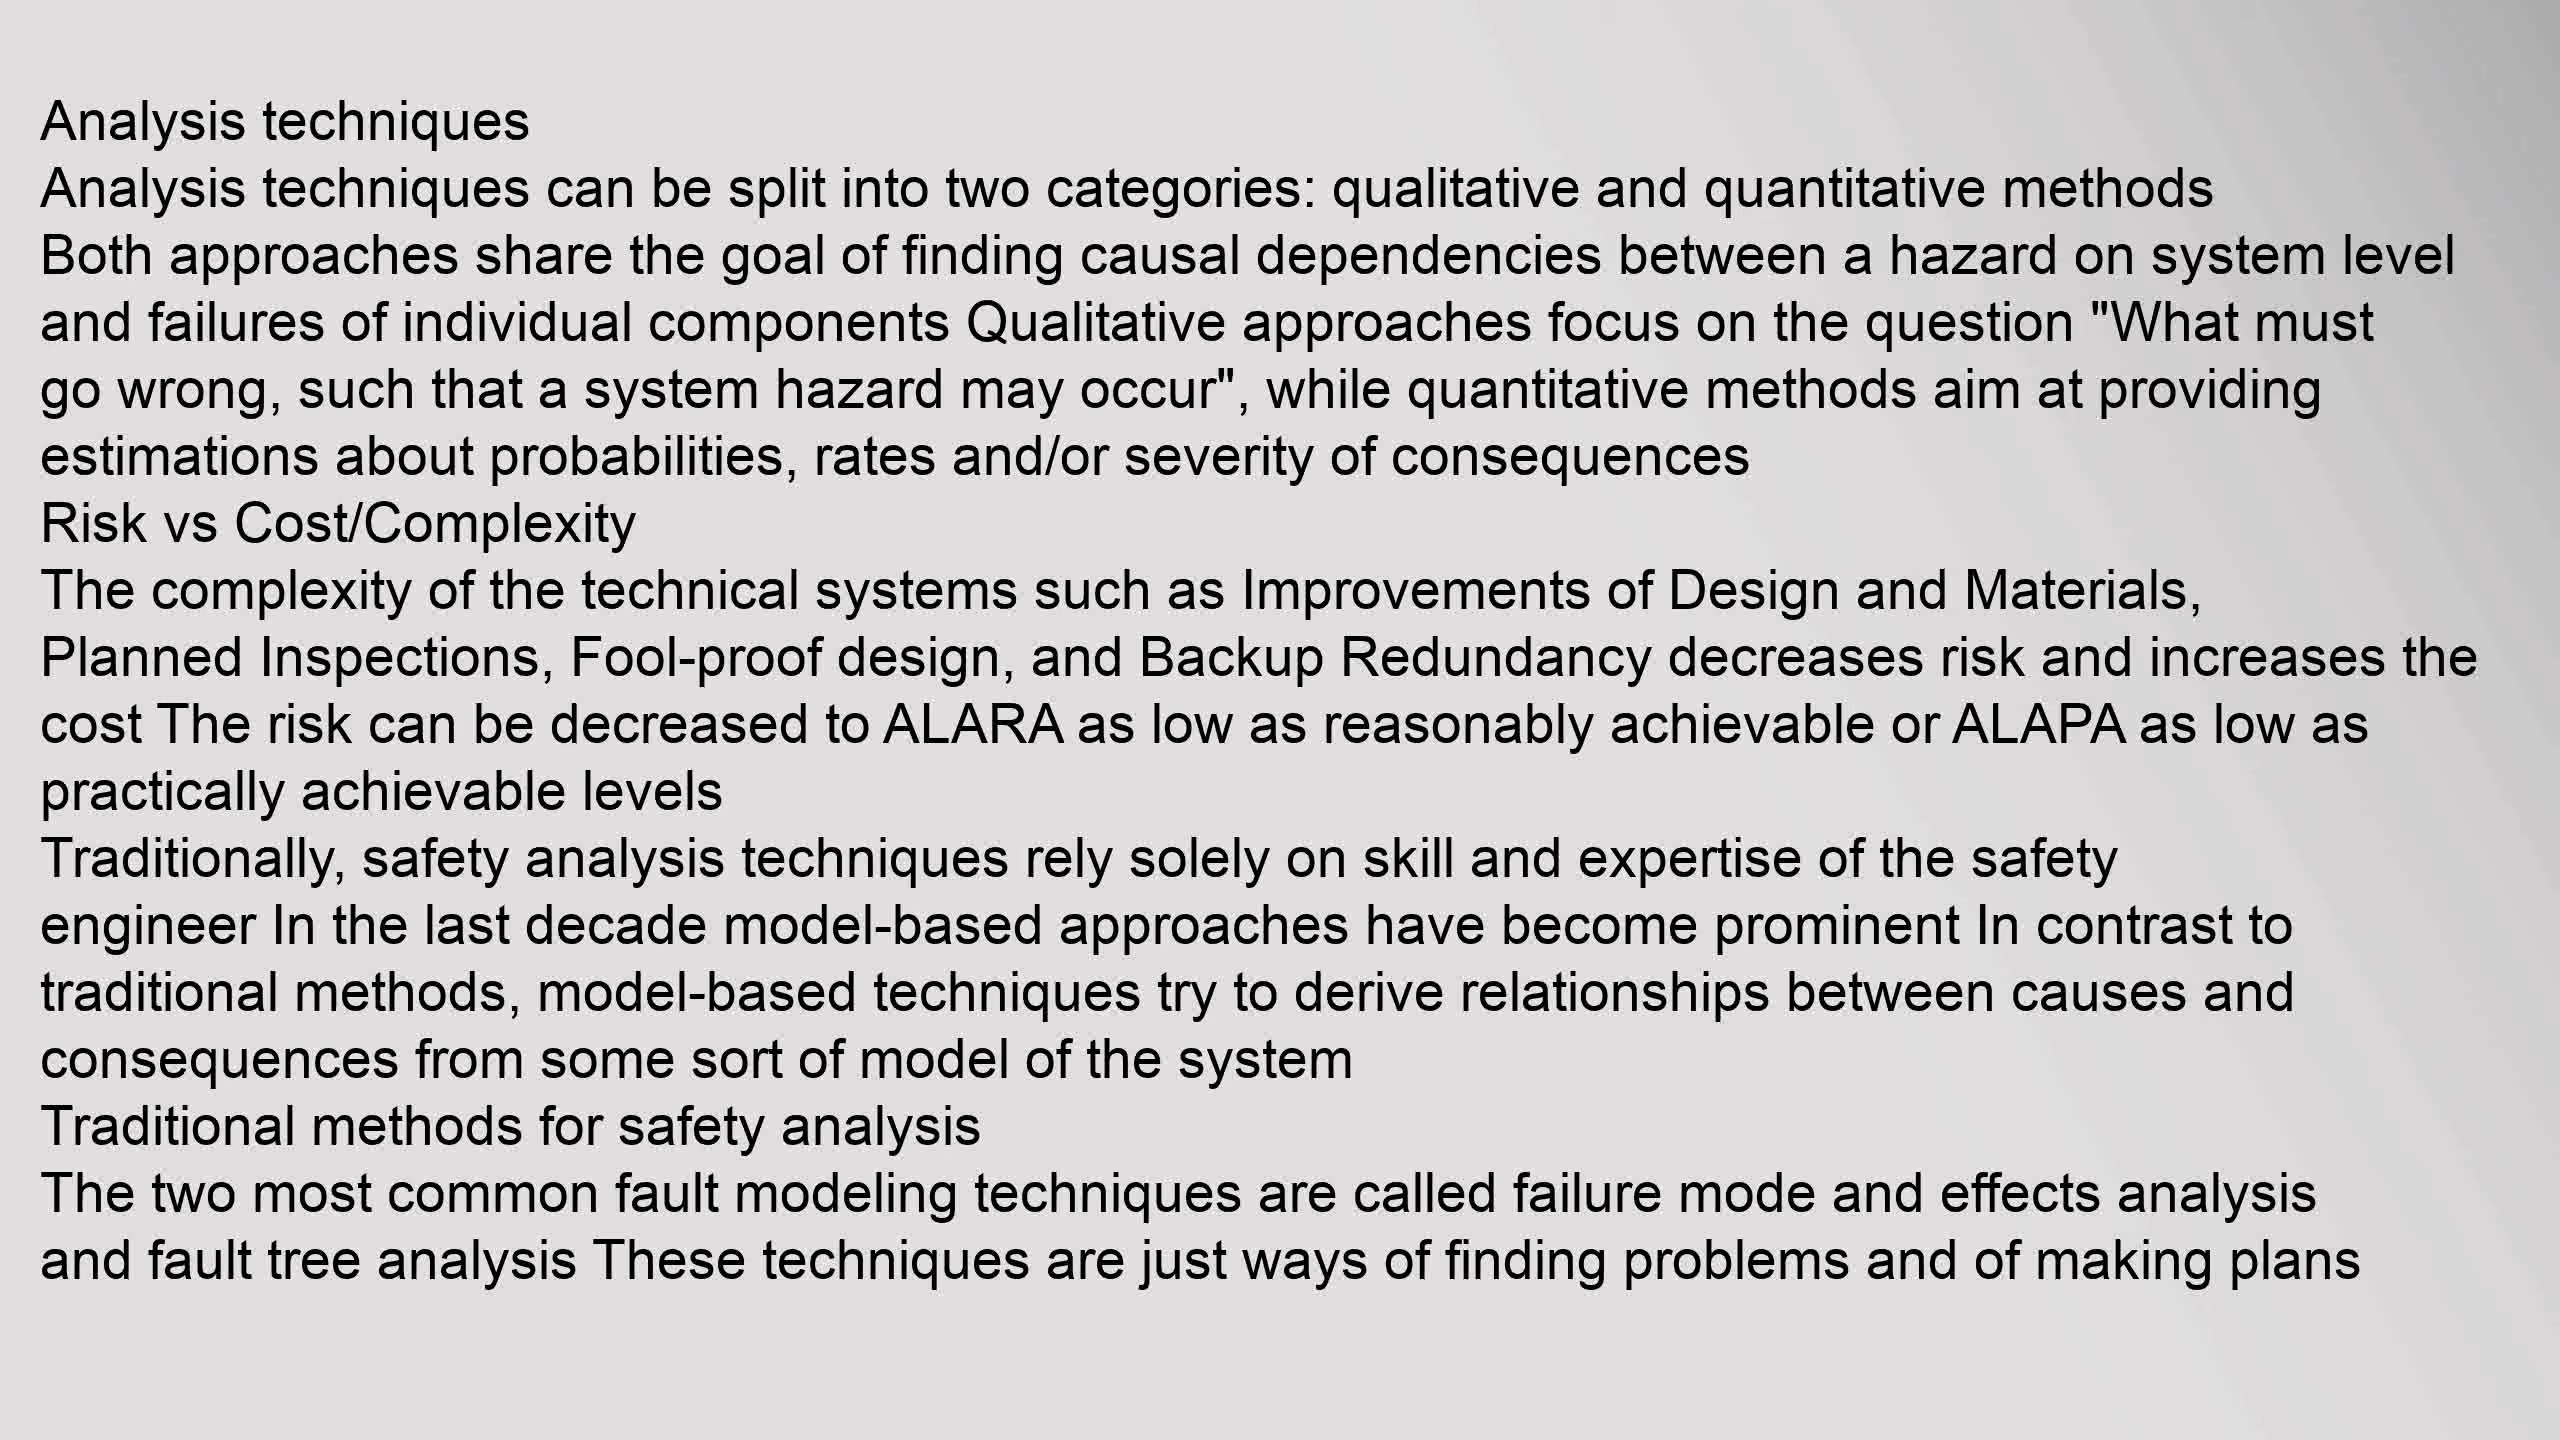 Analysis techniques
Analysis techniques can be split into two categories: qualitative and quantitative methods
Both approaches share the goal of finding causal dependencies between a hazard on system level
and failures of individual components Qualitative approaches focus on the question "What must
go wrong, such that a system hazard may occur", while quantitative methods aim at providing
estimations about probabilities, rates and/or severity of consequences
Risk vs Cost/Complexity
The complexity of the technical systems such as Improvements of Design and Materials,
Planned Inspections, Fool-proof design, and Backup Redundancy decreases risk and increases the
cost The risk can be decreased to ALARA as low as reasonably achievable or ALAPA as low as
practically achievable levels
Traditionally, safety analysis techniques rely solely on skill and expertise of the safety
engineer In the last decade model-based approaches have become prominent In contrast to
traditional methods, model-based techniques try to derive relationships between causes and
consequences from some sort of model of the system
Traditional methods for safety analysis
The two most common fault modeling techniques are called failure mode and effects analysis
and fault tree analysis These techniques are just ways of finding problems and of making plans